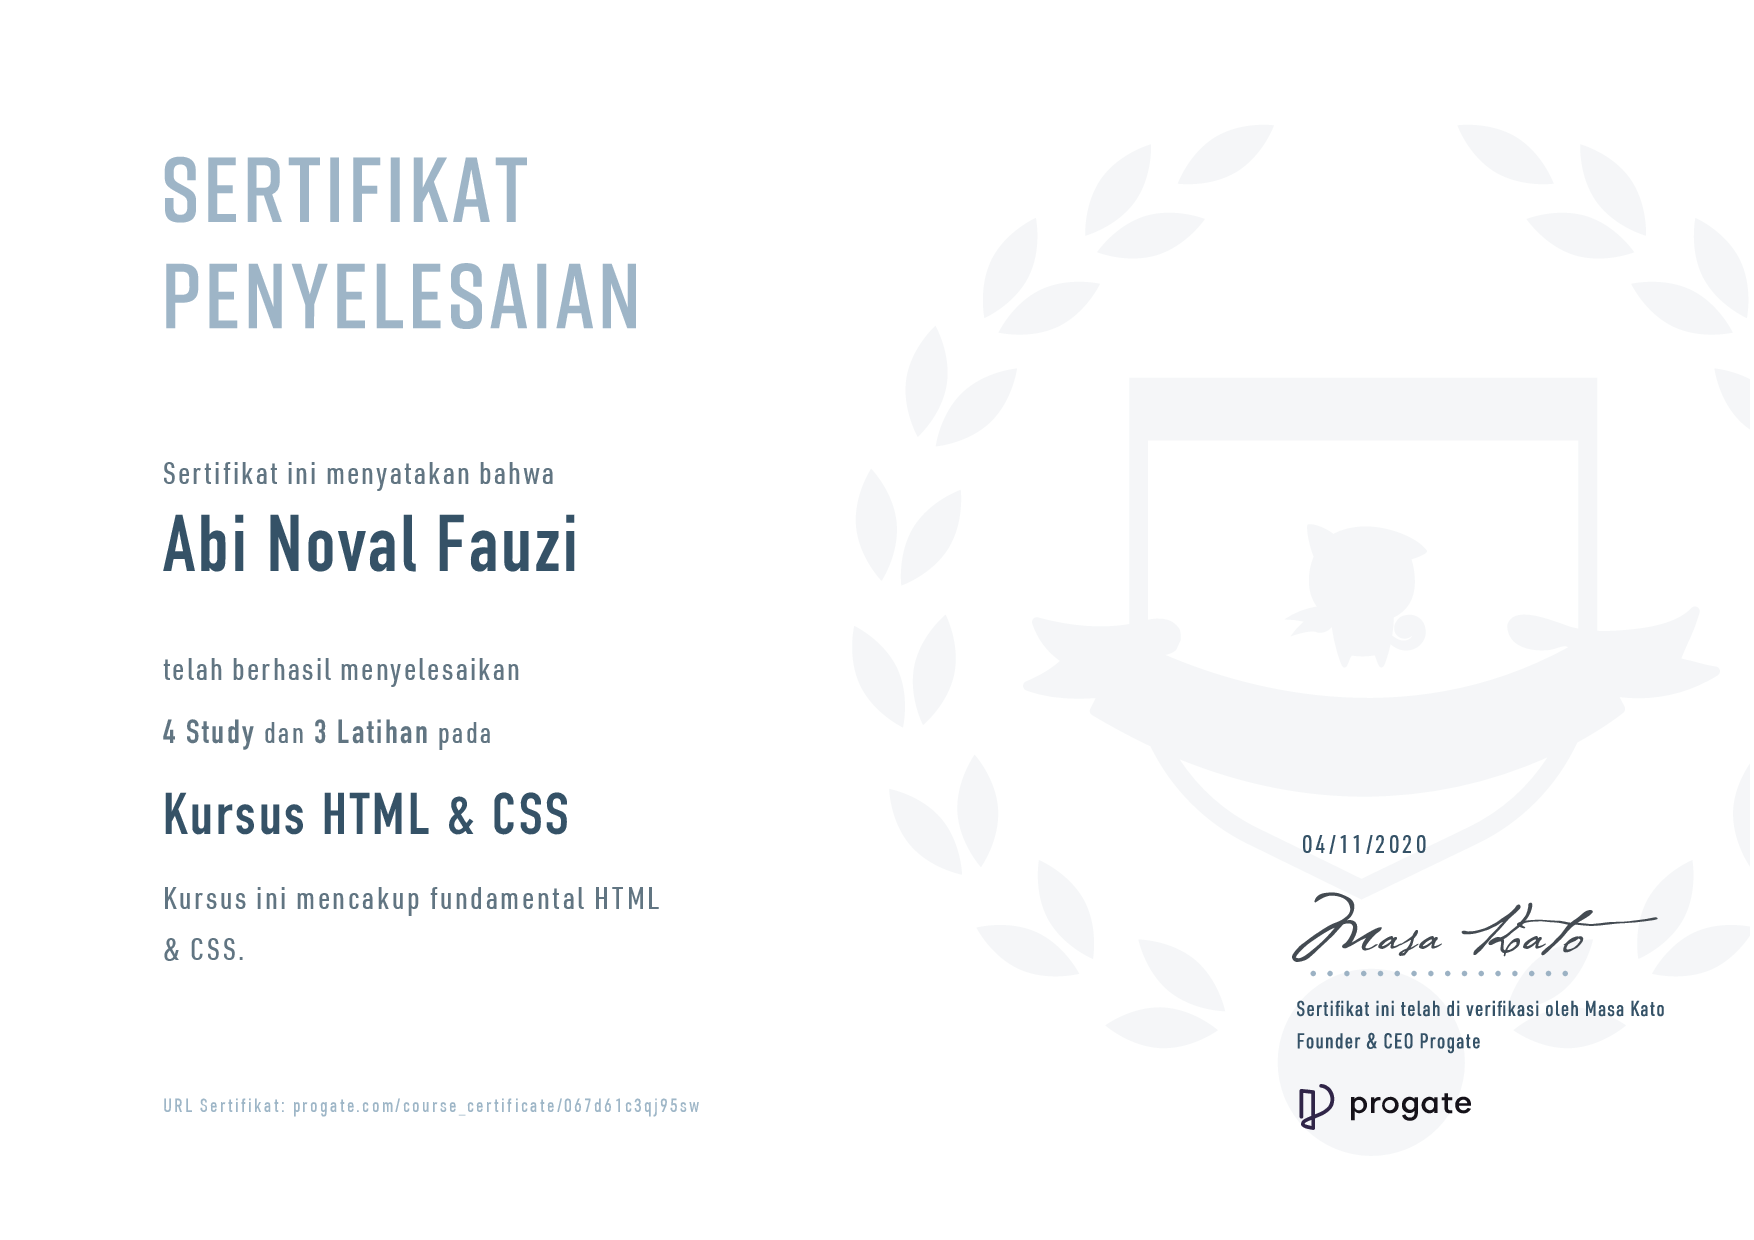 SERTIFIKAT
PENYELESAIAN
Sertifikat ini menyatakan bahwa
Abi Noval Fauzi
telah berhasil menyelesaikan
4 Study dan 3 Latihan pada
Kursus HTML & CSS
Kursus ini mencakup fundamental HTML
& CSS.
URL Sertifikat: progate.com/course_certificate/067d61c3qj95sw
04/11/2020
Masa Kato
Sertifikat ini telah di verifikasi oleh Masa Kato
Founder & CEO Progate
progate